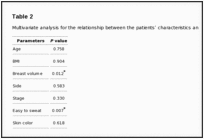 Table 2
Multivariate analysis for the relationship between the patients' characteristics an
Parameters P value
Age 0.758
BMI 0.904
Breast volume 0.012*
Side 0.583
Stage 0.330
Easy to sweat 0.007*
Skin color 0.018